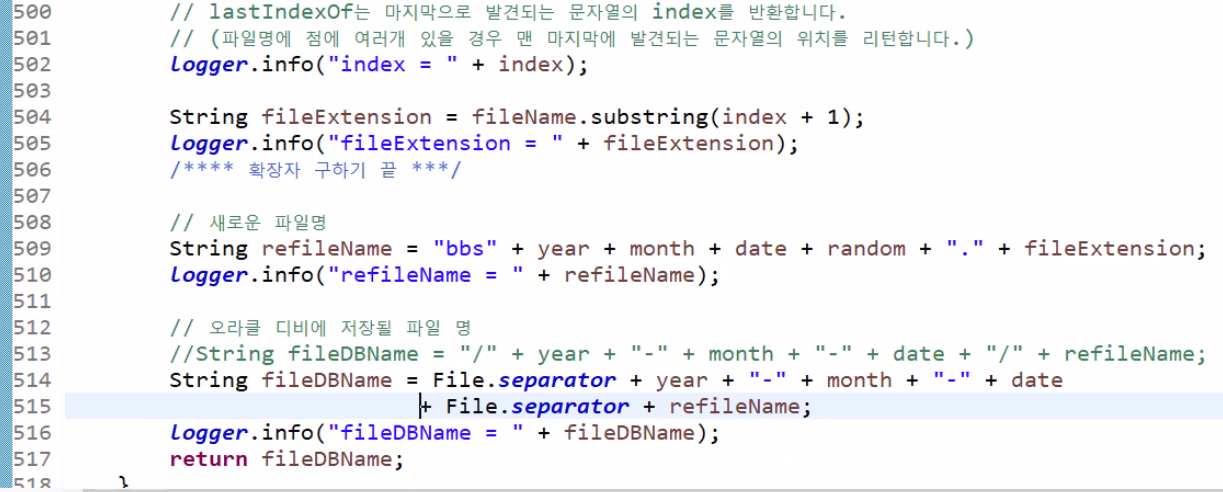 500 // lastIndexOf는 마지막으로 발견되는 문자열의 index를 반환합니다.
501 // (파일명에 점에 여러개 있을 경우 맨 마지막에 발견되는 문자열의 위치를 리턴합니다.)
502 logger.info("index = " + index);
503
504 String fileExtension = fileName.substring(index + 1);
505 logger.info("fileExtension = " + fileExtension);
506 /**** 확장자 구하기 끝 ***/
507
508 // 새로운 파일명
509 String refileName = "bbs" + year + month + date + random + "." + fileExtension;
510 logger.info("refileName = " + refileName);
511
512 // 오라클 디비에 저장될 파일 명
513 //String fileDBName = "/" + year + "-" + month + "-" + date + "/" + refileName;
514 String fileDBName = File.separator + year + "-" + month + "-" + date
515 + File.separator + refileName;
516 logger.info("fileDBName = " + fileDBName);
517 return fileDBName;
518 }